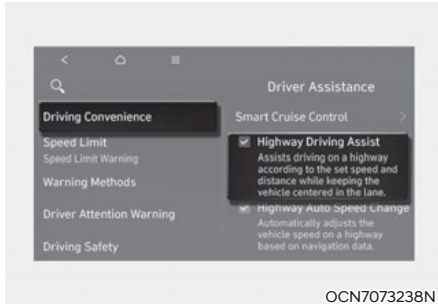 Driver Assistance
Driving Convenience
Speed Limit
Speed Limit Warning
Warning Methods
Driver Attention Warning
Driving Safety
Smart Cruise Control
Highway Driving Assist
Assists driving on a highway
according to the set speed and
distance while keeping the
vehicle centered in the lane.
Highway Auto Speed Change
Automatically adjusts the
vehicle speed on a highway
based on navigation data.
OCN7073238N